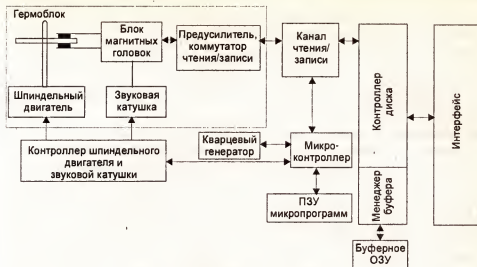 Гермоблок
Блок
магнитных
головок
Предусилитель,
коммутатор
чтения/записи
Канал
чтения/
записи
Контроллер
диска
Интерфейс
Шпиндельный
двигатель
Звуковая
катушка
Контроллер шпиндельного
двигателя и
звуковой катушки
Кварцевый
генератор
Микро-
контроллер
ПЗУ
микропрограмм
Менеджер
буфера
Буферное
ОЗУ